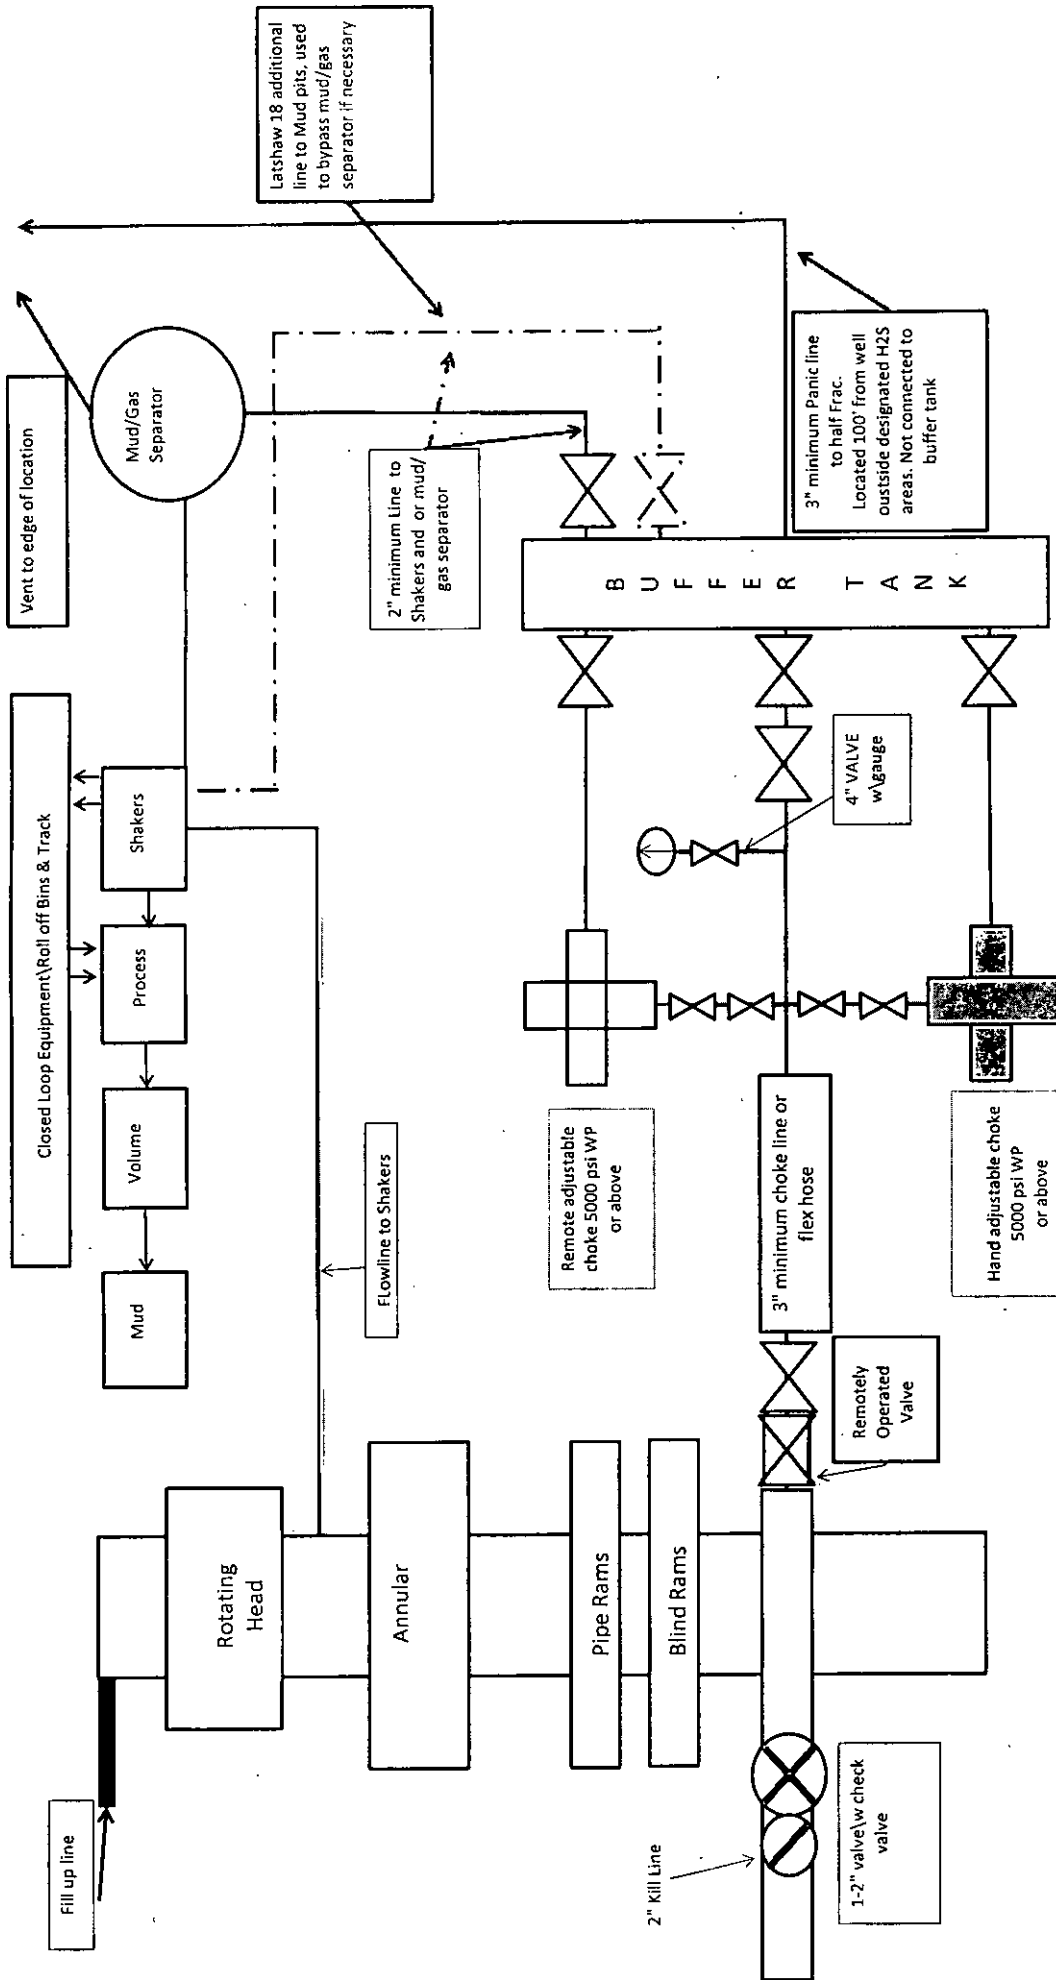 Fill up line
Rotating
Head
Annular
Pipe Rams
Blind Rams
2" Kill Line
1-2" valve\w check
valve
Closed Loop Equipment\Roll off Bins & Track
Mud
Volume
Process
Shakers
FLowline to Shakers
Vent to edge of location
Mud/Gas
Separator
Latshaw 18 additional
line to Mud pits, used
to bypass mud/gas
separator if necessary
2" minimum Line to
Shakers and or mud/
gas separator
Remotely
Operated
Valve
3" minimum choke line or
flex hose
Remote adjustable
choke 5000 psi WP
or above
Hand adjustable choke
5000 psi WP
or above
4" VALVE
w\gauge
BUFFER TANK
3" minimum Panic line
to half Frac.
Located 100' from well
oustside designated H2S
areas. Not connected to
buffer tank